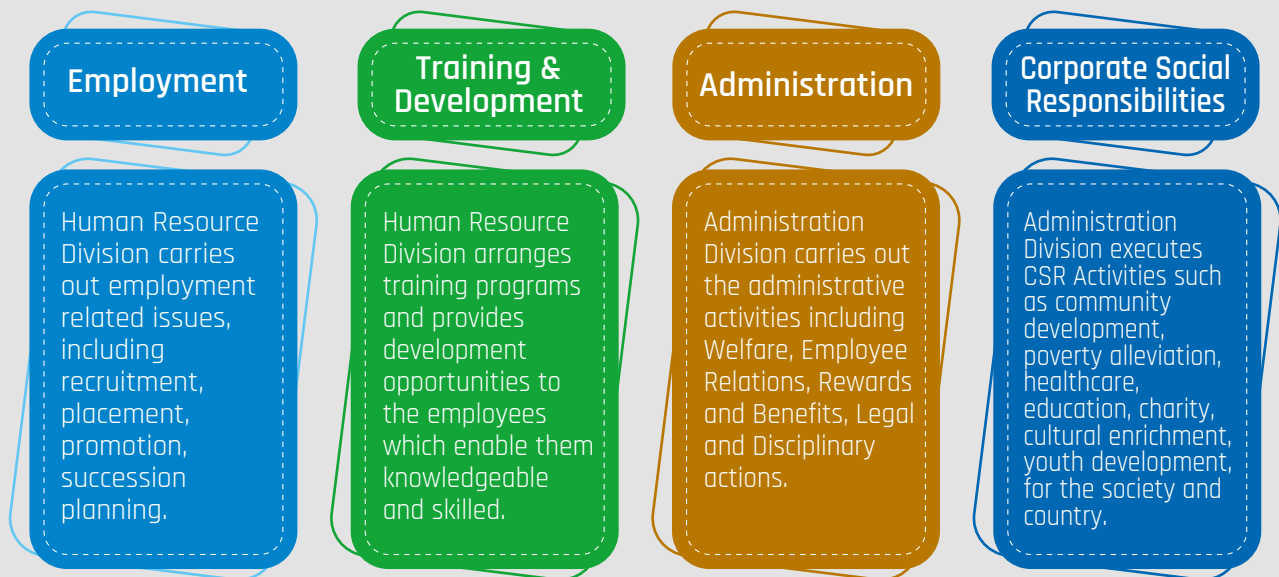 Employment
Human Resource
Division carries
out employment
related issues,
including
recruitment,
placement,
promotion,
succession
planning.
Training &
Development
Human Resource
Division arranges
training programs
and provides
development
opportunities to
the employees
which enable them
knowledgeable
and skilled.
Administration
Administration
Division carries out
the administrative
activities including
Welfare, Employee
Relations, Rewards
and Benefits, Legal
and Disciplinary
actions.
Corporate Social
Responsibilities
Administration
Division executes
CSR Activities such
as community
development,
poverty alleviation,
healthcare,
education, charity,
cultural enrichment,
youth development,
for the society and
country.